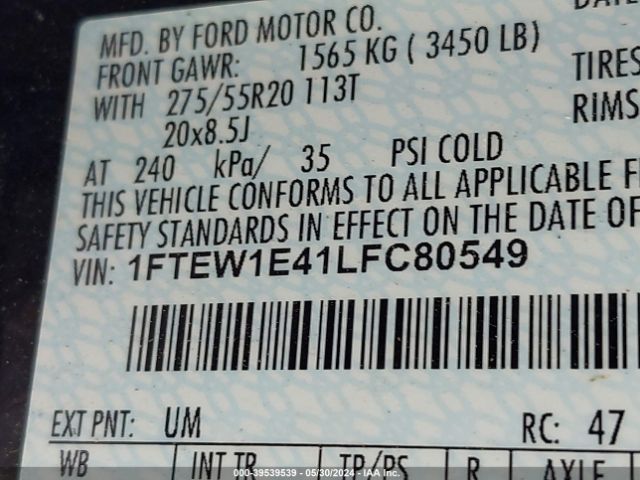 DATE
MFD. BY FORD MOTOR CO.
FRONT GAWR: 1565 KG ( 3450 LB)
TIRES
WITH 275/55R20 113T
RIMS
20x8.5J
AT 240 kPa/ 35 PSI COLD
THIS VEHICLE CONFORMS TO ALL APPLICABLE
SAFETY STANDARDS IN EFFECT ON THE DATE OF
VIN: 1FTEW1E41LFC80549
EXT PNT: UM RC: 47
WB INT TR TP/PS R AXLE
000-39539539 - 05/30/2024 - IAA Inc.